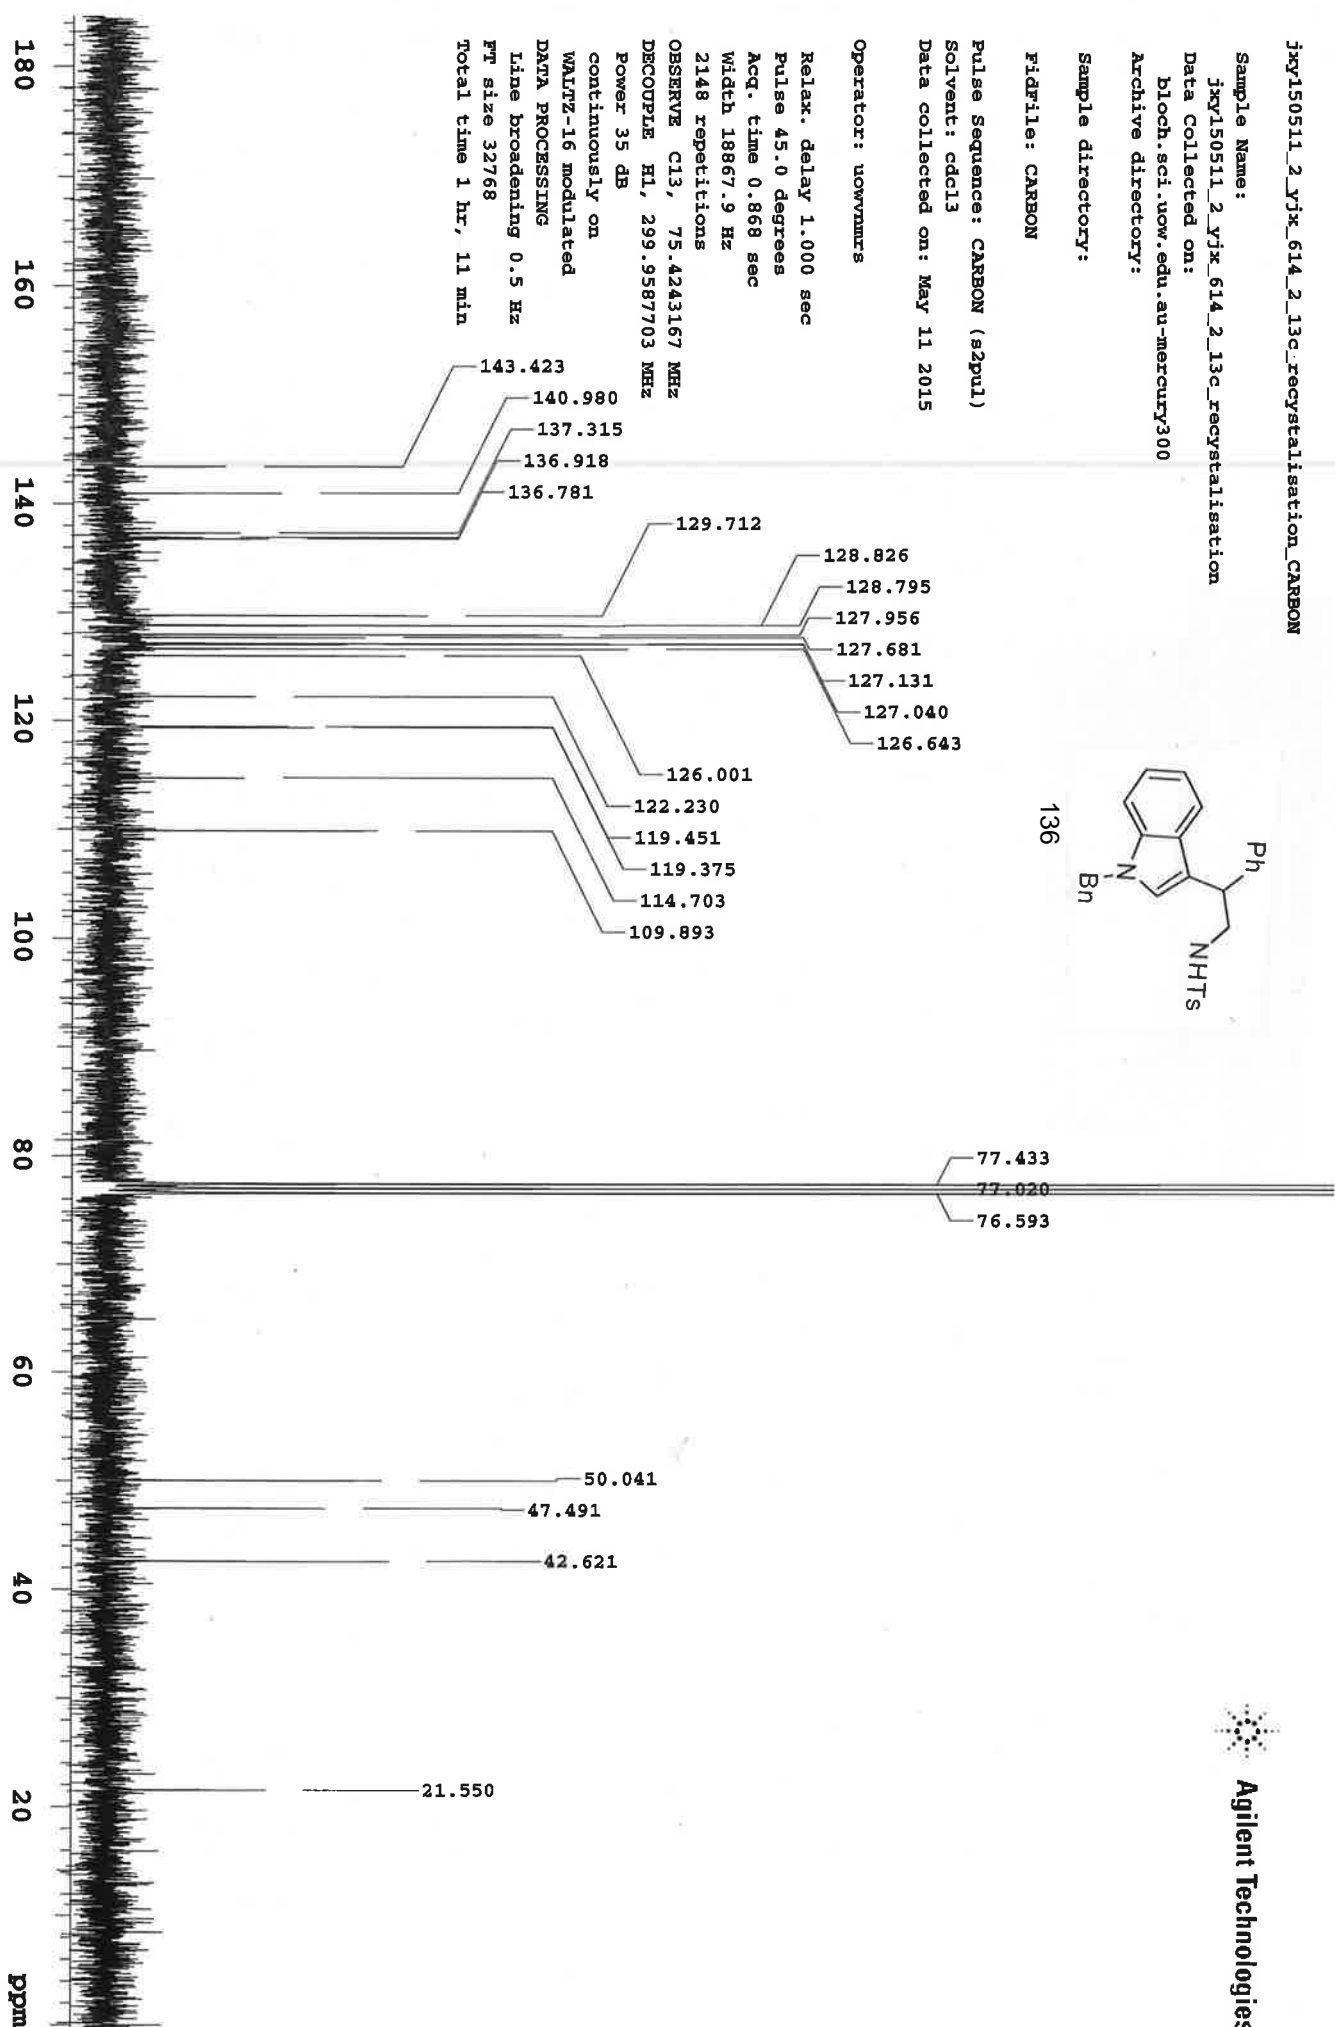 jxy150511_2_yjx_614_2_13c_recystalisation_CARBON
Sample Name:
jxy150511_2_yjx_614_2_13c_recystalisation
Data Collected on:
bloch.sci.uow.edu.au-mercury300
Archive directory:
Sample directory:
FidFile: CARBON
Pulse Sequence: CARBON (s2pul)
Solvent: cdcl3
Data collected on: May 11 2015
Operator: uowvnmrs
Relax. delay 1.000 sec
Pulse 45.0 degrees
Acq. time 0.868 sec
Width 18867.9 Hz
2148 repetitions
OBSERVE C13, 75.4243167 MHz
DECOUPLE H1, 299.9587703 MHz
Power 35 dB
continuously on
WALTZ-16 modulated
DATA PROCESSING
Line broadening 0.5 Hz
FT size 32768
Total time 1 hr, 11 min
Agilent Technologies
Ph
NHTs
N
Bn
136
143.423
140.980
137.315
136.918
136.781
129.712
128.826
128.795
127.956
127.681
127.131
127.040
126.643
126.001
122.230
119.451
119.375
114.703
109.893
77.433
77.020
76.593
50.041
47.491
42.621
21.550
180 160 140 120 100 80 60 40 20 ppm